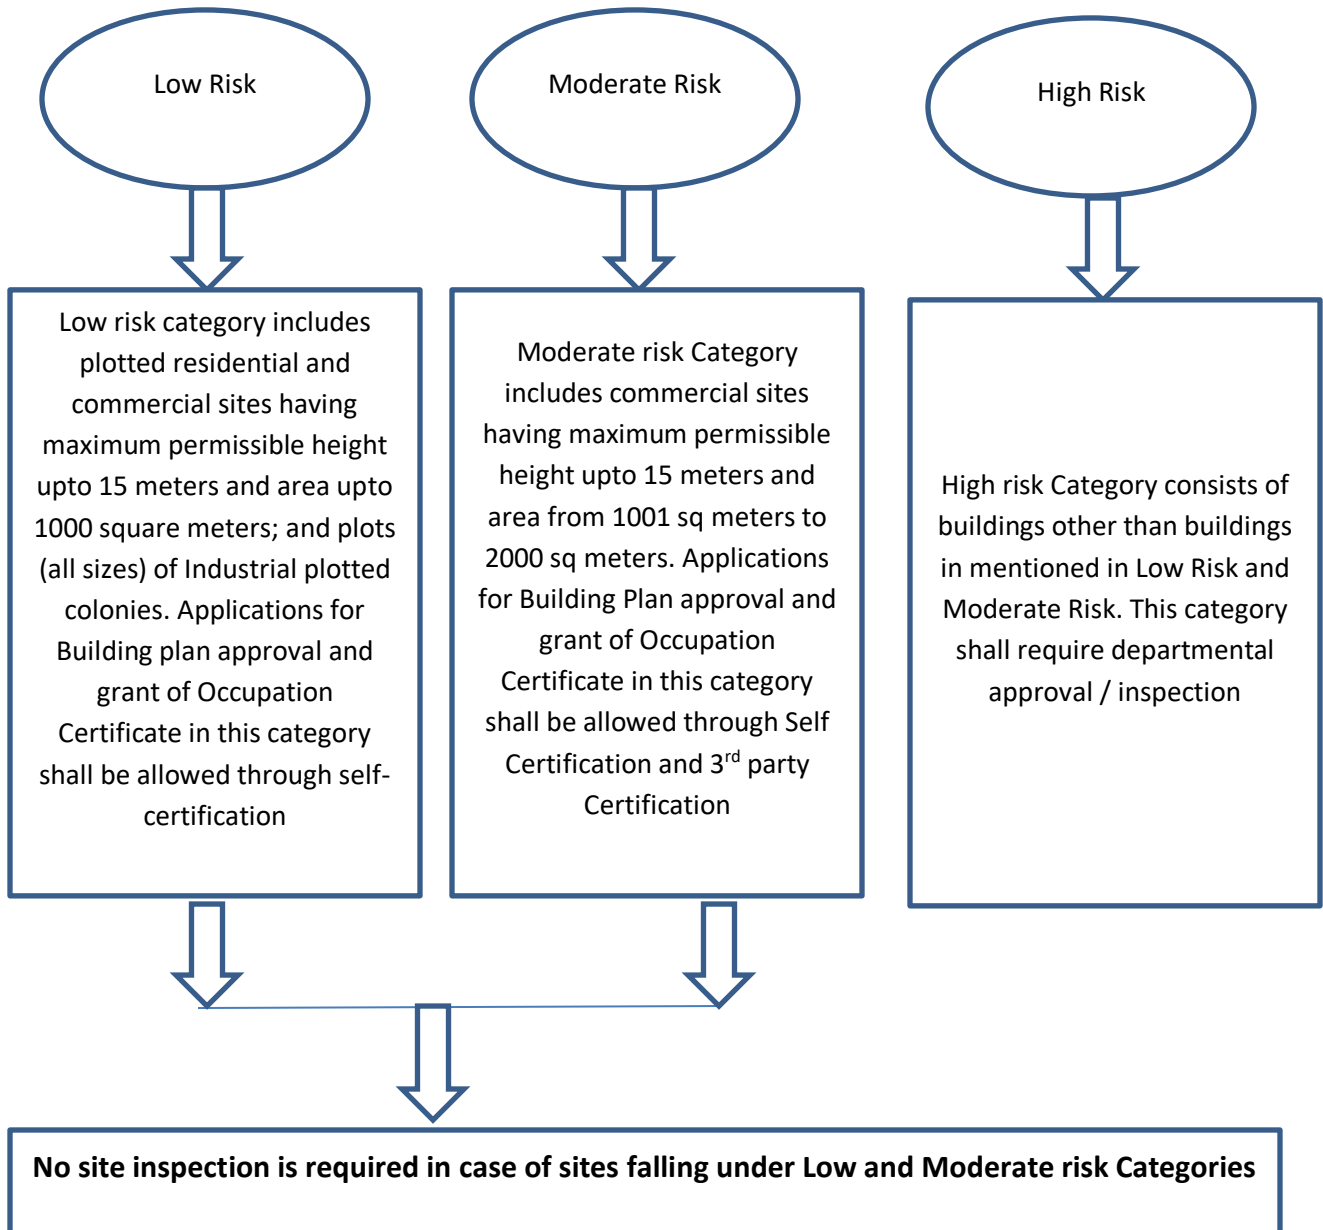 Low Risk
Moderate Risk
High Risk
Low risk category includes
plotted residential and
commercial sites having
maximum permissible height
upto 15 meters and area upto
1000 square meters; and plots
(all sizes) of Industrial plotted
colonies. Applications for
Building plan approval and
grant of Occupation
Certificate in this category
shall be allowed through self-
certification
Moderate risk Category
includes commercial sites
having maximum permissible
height upto 15 meters and
area from 1001 sq meters to
2000 sq meters. Applications
for Building Plan approval and
grant of Occupation
Certificate in this category
shall be allowed through Self
Certification and 3rd party
Certification
High risk Category consists of
buildings other than buildings
in mentioned in Low Risk and
Moderate Risk. This category
shall require departmental
approval / inspection
No site inspection is required in case of sites falling under Low and Moderate risk Categories